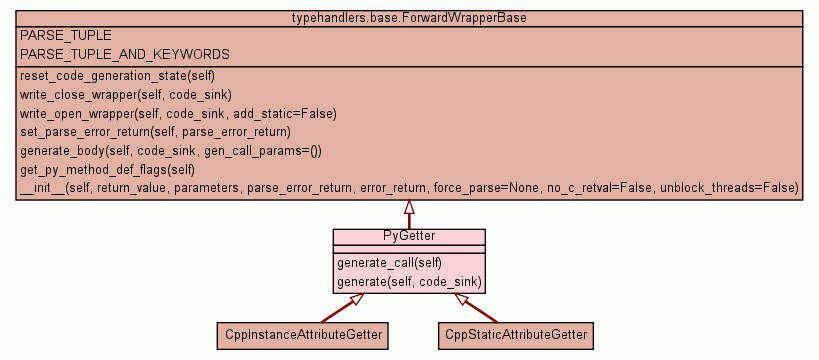 typehandlers.base.ForwardWrapperBase
PARSE_TUPLE
PARSE_TUPLE_AND_KEYWORDS
reset_code_generation_state(self)
write_close_wrapper(self, code_sink)
write_open_wrapper(self, code_sink, add_static=False)
set_parse_error_return(self, parse_error_return)
generate_body(self, code_sink, gen_call_params=())
get_py_method_def_flags(self)
__init__(self, return_value, parameters, parse_error_return, error_return, force_parse=None, no_c_retval=False, unblock_threads=False)
PyGetter
generate_call(self)
generate(self, code_sink)
CppInstanceAttributeGetter
CppStaticAttributeGetter